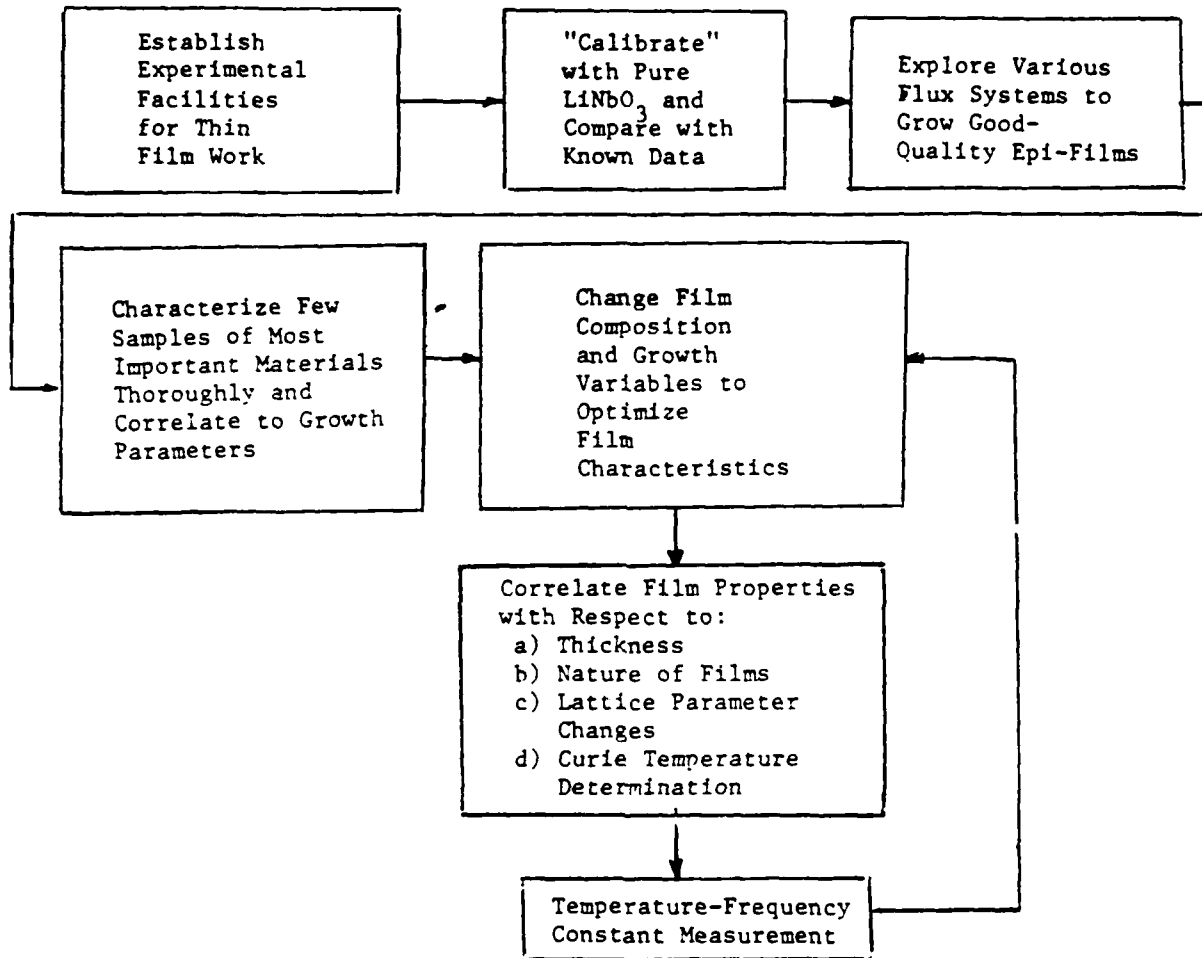 Establish
Experimental
Facilities
for Thin
Film Work
"Calibrate"
with Pure
LiNbO₃ and
Compare with
Known Data
Explore Various
Flux Systems to
Grow Good-
Quality Epi-Films
Characterize Few
Samples of Most
Important Materials
Thoroughly and
Correlate to Growth
Parameters
Change Film
Composition
and Growth
Variables to
Optimize
Film
Characteristics
Correlate Film Properties
with Respect to:
a) Thickness
b) Nature of Films
c) Lattice Parameter
Changes
d) Curie Temperature
Determination
Temperature-Frequency
Constant Measurement